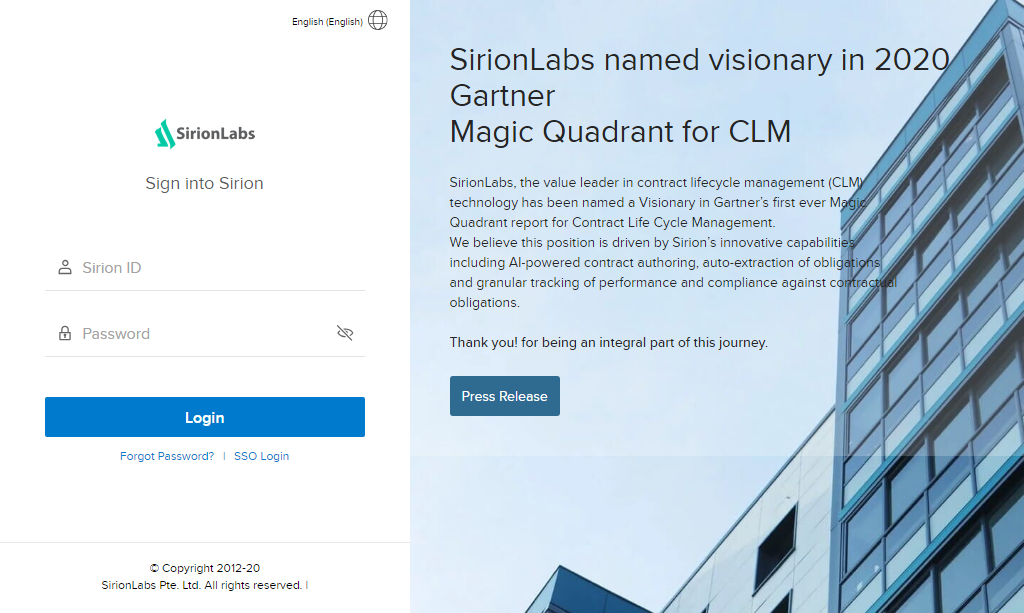 English (English)
SirionLabs
Sign into Sirion
Sirion ID
Password
Login
Forgot Password? | SSO Login
© Copyright 2012-20
SirionLabs Pte. Ltd. All rights reserved. |
SirionLabs named visionary in 2020
Gartner
Magic Quadrant for CLM
SirionLabs, the value leader in contract lifecycle management (CLM)
technology has been named a Visionary in Gartner’s first ever Magic
Quadrant report for Contract Life Cycle Management.
We believe this position is driven by Sirion’s innovative capabilities
including AI-powered contract authoring, auto-extraction of obligations
and granular tracking of performance and compliance against contractual
obligations.
Thank you! for being an integral part of this journey.
Press Release